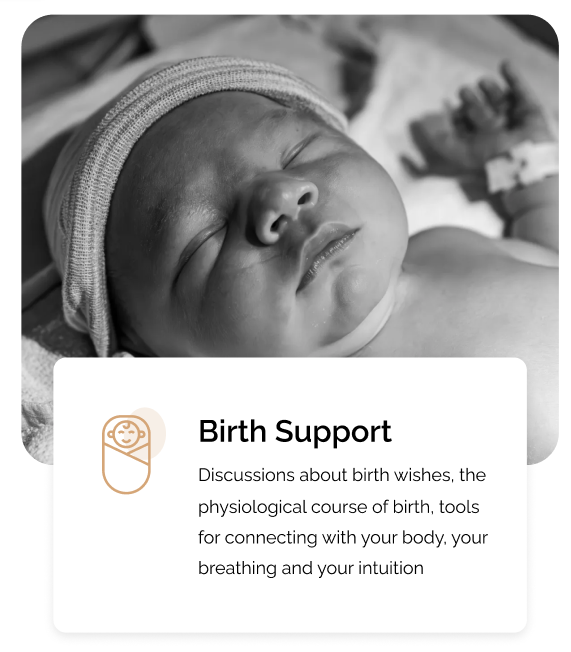 Birth Support
Discussions about birth wishes, the
physiological course of birth, tools
for connecting with your body, your
breathing and your intuition